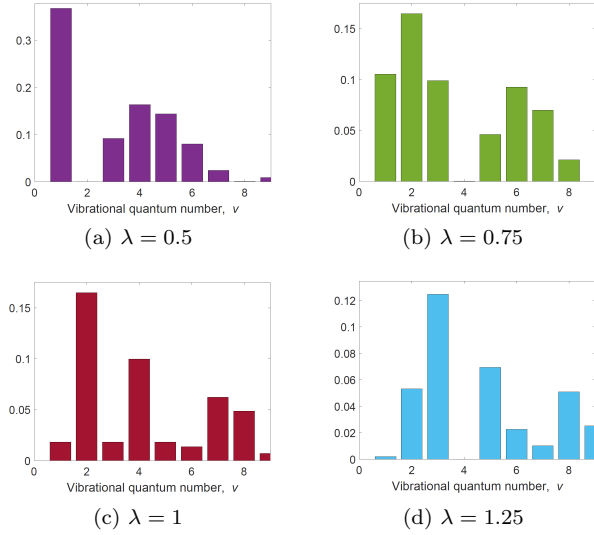 0.3
0.2
0.1
0
0 2 4 6 8
Vibrational quantum number, v
(a) λ = 0.5
0.15
0.1
0.05
0
0 2 4 6 8
Vibrational quantum number, v
(b) λ = 0.75
0.15
0.1
0.05
0
0 2 4 6 8
Vibrational quantum number, v
(c) λ = 1
0.12
0.1
0.08
0.06
0.04
0.02
0
0 2 4 6 8
Vibrational quantum number, v
(d) λ = 1.25